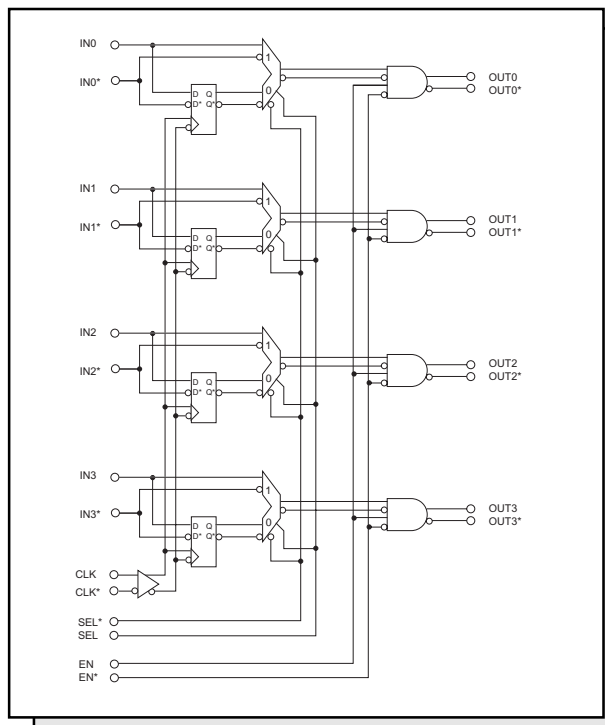 IN0
1
IN0*
D Q
0
D* Q*
OUT0
OUT0*
IN1
1
IN1*
D Q
0
D* Q*
OUT1
OUT1*
IN2
1
IN2*
D Q
0
D* Q*
OUT2
OUT2*
IN3
1
IN3*
D Q
0
D* Q*
OUT3
OUT3*
CLK
CLK*
SEL*
SEL
EN
EN*